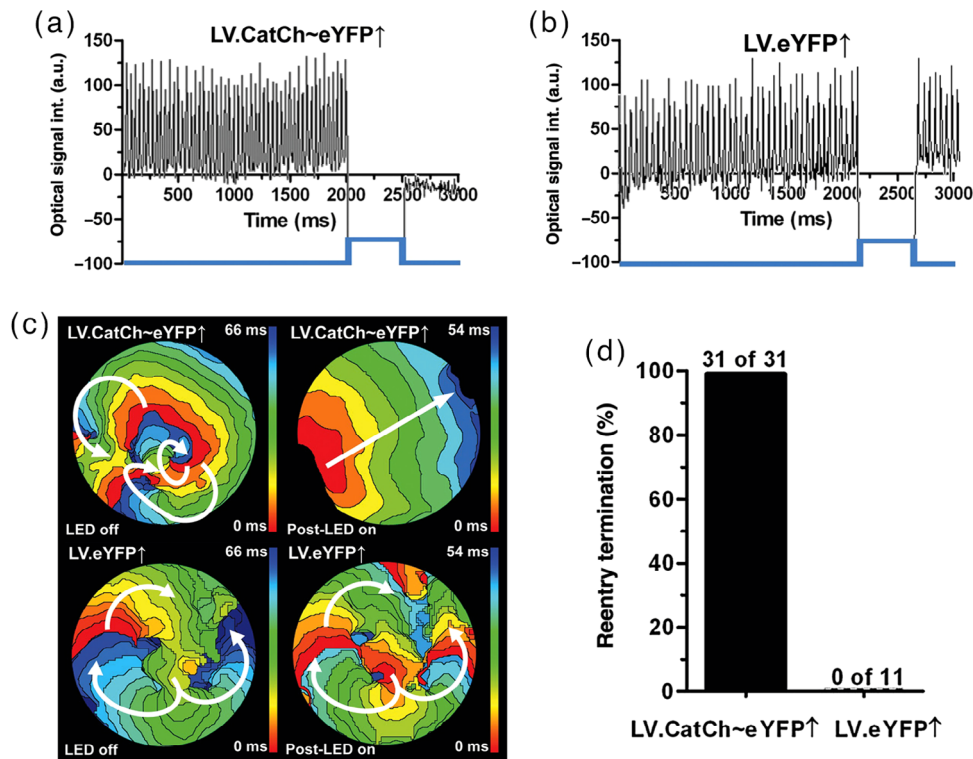 (a)
LV.CatCh~eYFP↑
Optical signal int. (a.u.)
150
100
50
0
−50
−100
500 1000 1500 2000 2500 3000
Time (ms)
(b)
LV.eYFP↑
Optical signal int. (a.u.)
150
100
50
0
−50
−100
500 1000 1500 2000 2500 3000
Time (ms)
(c)
LV.CatCh~eYFP↑ 66 ms
LED off 0 ms
LV.CatCh~eYFP↑ 54 ms
Post-LED on 0 ms
LV.eYFP↑ 66 ms
LED off 0 ms
LV.eYFP↑ 54 ms
Post-LED on 0 ms
(d)
Reentry termination (%)
100
80
60
40
20
0
31 of 31
0 of 11
LV.CatCh~eYFP↑ LV.eYFP↑